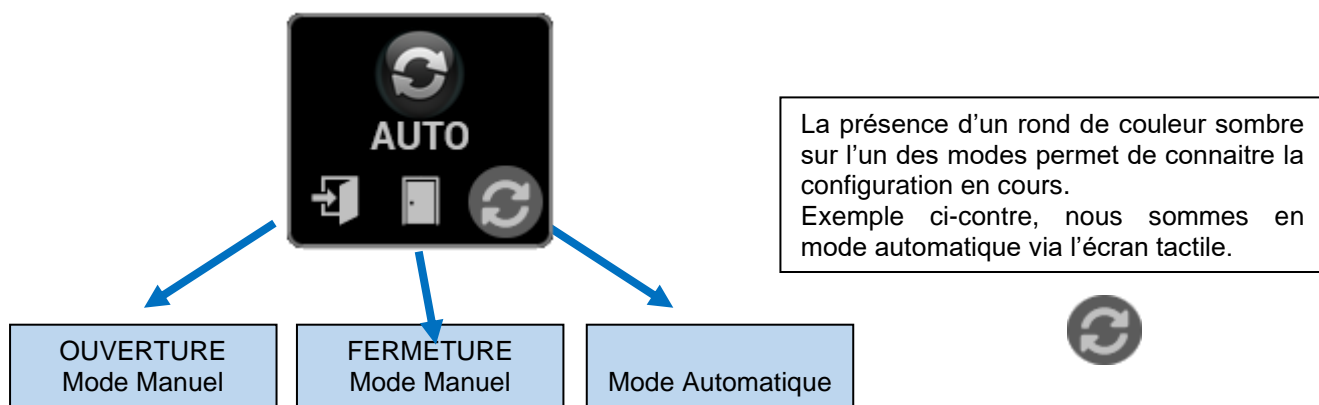 AUTO
La présence d’un rond de couleur sombre
sur l’un des modes permet de connaitre la
configuration en cours.
Exemple ci-contre, nous sommes en
mode automatique via l’écran tactile.
OUVERTURE
Mode Manuel
FERMETURE
Mode Manuel
Mode Automatique